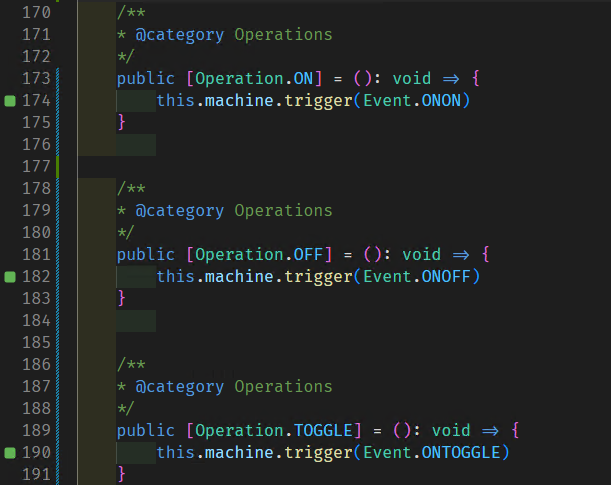 170 /**
171 * @category Operations
172 */
173 public [Operation.ON] = (): void => {
174 this.machine.trigger(Event.ONON)
175 }
176
177
178 /**
179 * @category Operations
180 */
181 public [Operation.OFF] = (): void => {
182 this.machine.trigger(Event.ONOFF)
183 }
184
185
186 /**
187 * @category Operations
188 */
189 public [Operation.TOGGLE] = (): void => {
190 this.machine.trigger(Event.ONTOGGLE)
191 }